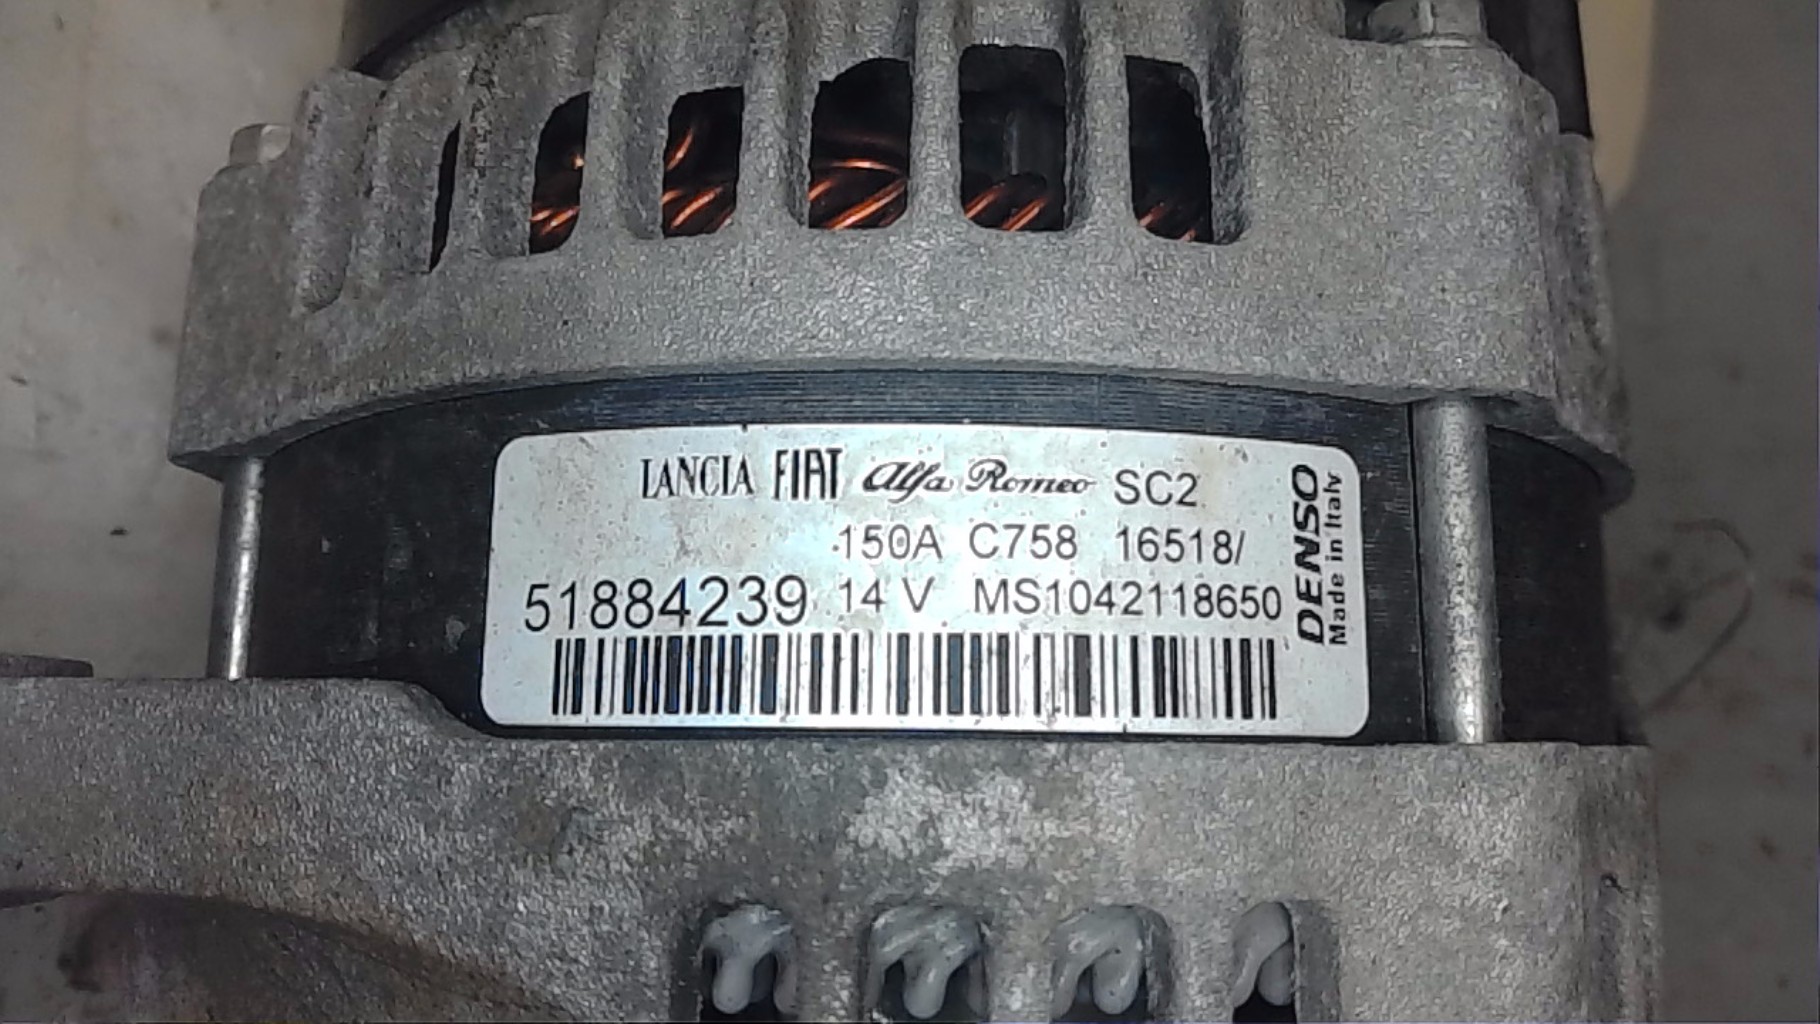 LANCIA FIAT Alfa Romeo SC2
150A C758 16518/
51884239 14 V MS1042118650
DENSO
Made in Italy